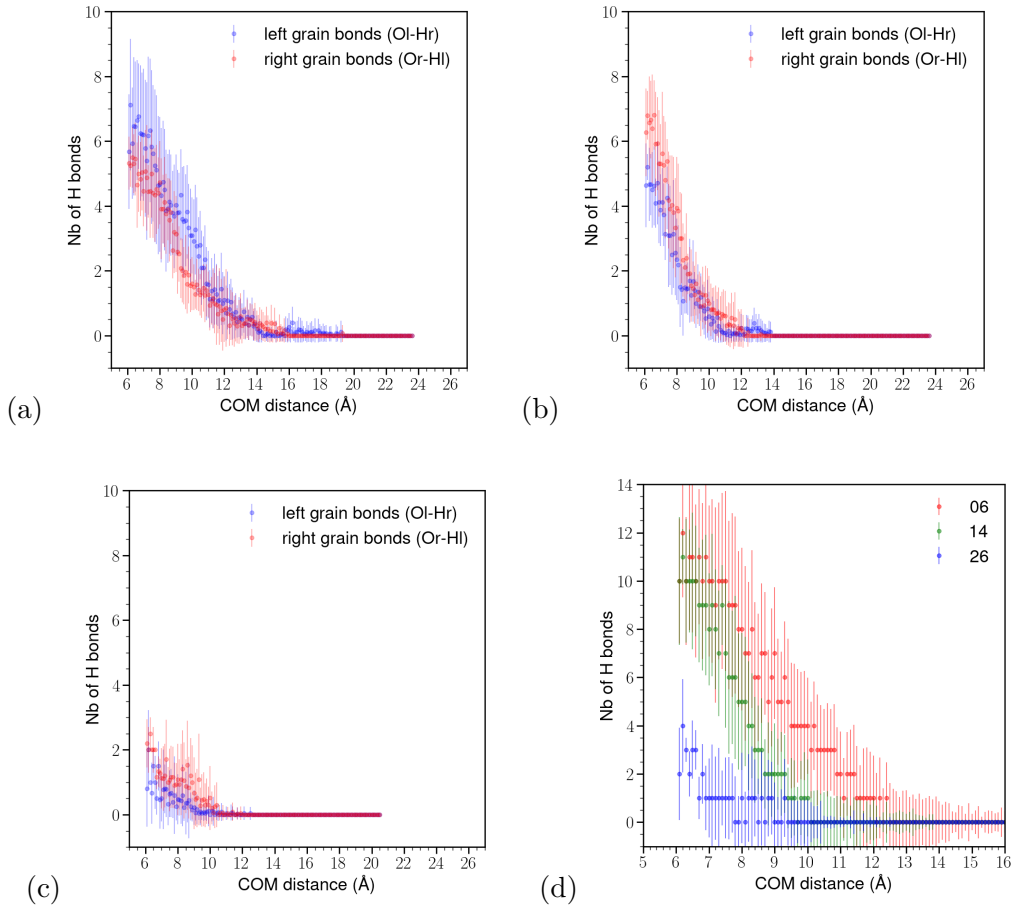 10
8
6
4
2
0
Nb of H bonds
left grain bonds (Ol-Hr)
right grain bonds (Or-Hl)
6 8 10 12 14 16 18 20 22 24 26
COM distance (Å)
(a)
10
8
6
4
2
0
Nb of H bonds
left grain bonds (Ol-Hr)
right grain bonds (Or-Hl)
6 8 10 12 14 16 18 20 22 24 26
COM distance (Å)
(b)
10
8
6
4
2
0
Nb of H bonds
left grain bonds (Ol-Hr)
right grain bonds (Or-Hl)
6 8 10 12 14 16 18 20 22 24 26
COM distance (Å)
(c)
14
12
10
8
6
4
2
0
Nb of H bonds
06
14
26
5 6 7 8 9 10 11 12 13 14 15 16
COM distance (Å)
(d)